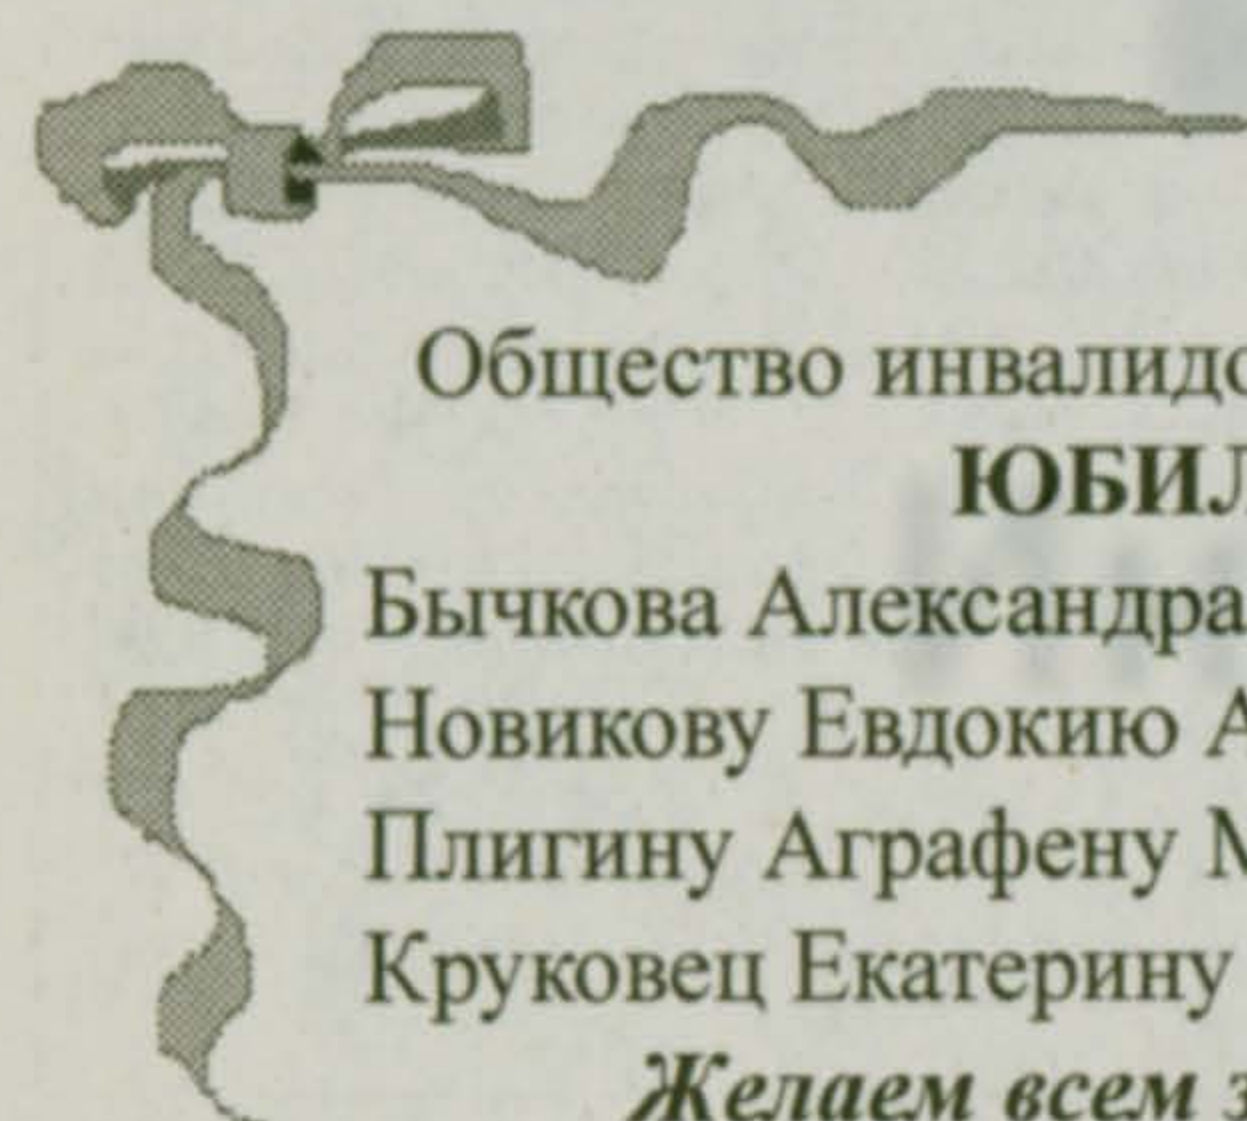 Общество инвалидо
ЮБИЛ
Бычкова Александра
Новикову Евдокию А
Плигину Аграфену М
Круковец Екатерину
Желаем всем з